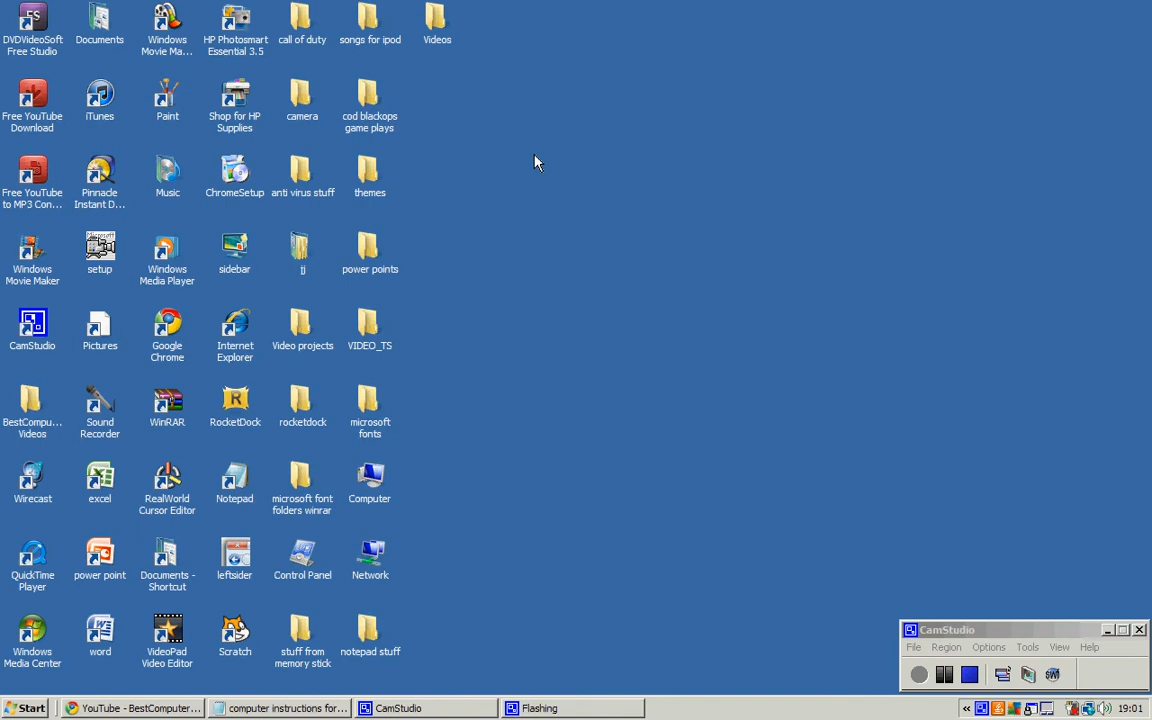 DVDVideoSoft
Free Studio
Documents
Windows
Movie Ma...
HP Photosmart
Essential 3.5
call of duty
songs for ipod
Videos
Free YouTube
Download
iTunes
Paint
Shop for HP
Supplies
camera
cod blackops
game plays
Free YouTube
to MP3 Con...
Pinnacle
Instant D...
Music
ChromeSetup
anti virus stuff
themes
Windows
Movie Maker
Microsoft
setup
Windows
Media Player
sidebar
jj
power points
CamStudio
Pictures
Google
Chrome
Internet
Explorer
Video projects
VIDEO_TS
BestCompu...
Videos
Sound
Recorder
WinRAR
RocketDock
rocketdock
microsoft
fonts
Wirecast
excel
RealWorld
Cursor Editor
Notepad
microsoft font
folders winrar
Computer
QuickTime
Player
power point
Documents -
Shortcut
leftsider
Control Panel
Network
Windows
Media Center
word
VideoPad
Video Editor
Scratch
stuff from
memory stick
notepad stuff
CamStudio
File Region Options Tools View Help
Start
YouTube - BestComputer...
computer instructions for...
CamStudio
Flashing
19:01